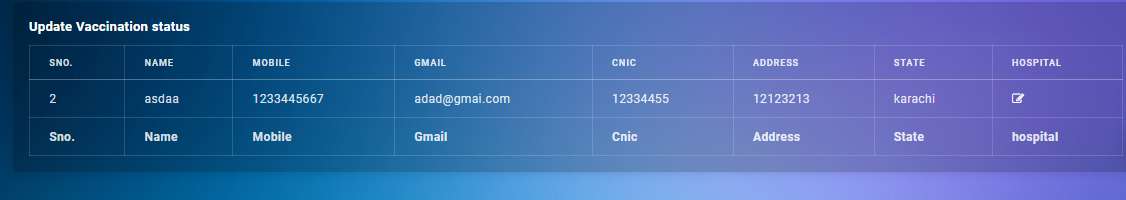 Update Vaccination status
SNO. NAME MOBILE GMAIL CNIC ADDRESS STATE HOSPITAL
2 asdaa 1233445667 adad@gmai.com 12334455 12123213 karachi
Sno. Name Mobile Gmail Cnic Address State hospital